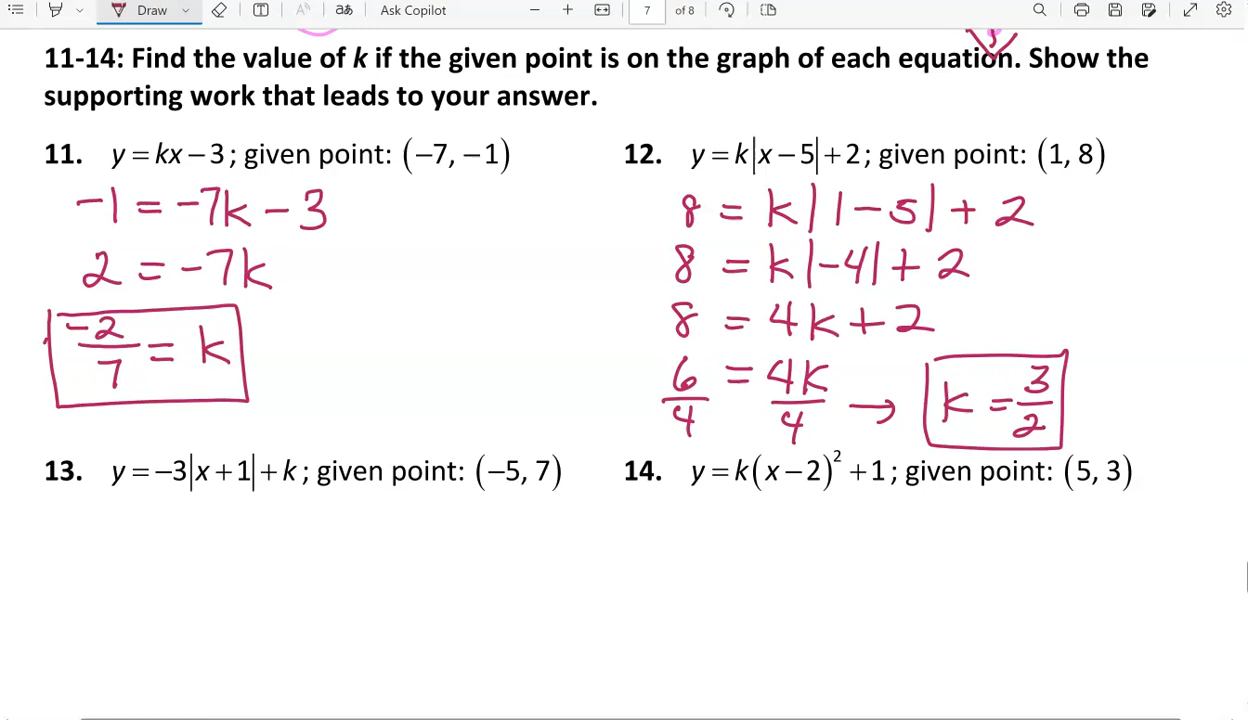 Draw aあ Ask Copilot 7 of 8
11-14: Find the value of k if the given point is on the graph of each equation. Show the
supporting work that leads to your answer.
11. y = kx − 3; given point: (−7, −1)
-1 = -7k - 3
2 = -7k
-2/7 = k
12. y = k|x − 5| + 2; given point: (1, 8)
8 = k|1 - 5| + 2
8 = k|-4| + 2
8 = 4k + 2
6/4 = 4k/4 → k = 3/2
13. y = −3|x + 1| + k; given point: (−5, 7)
14. y = k(x − 2)² + 1; given point: (5, 3)